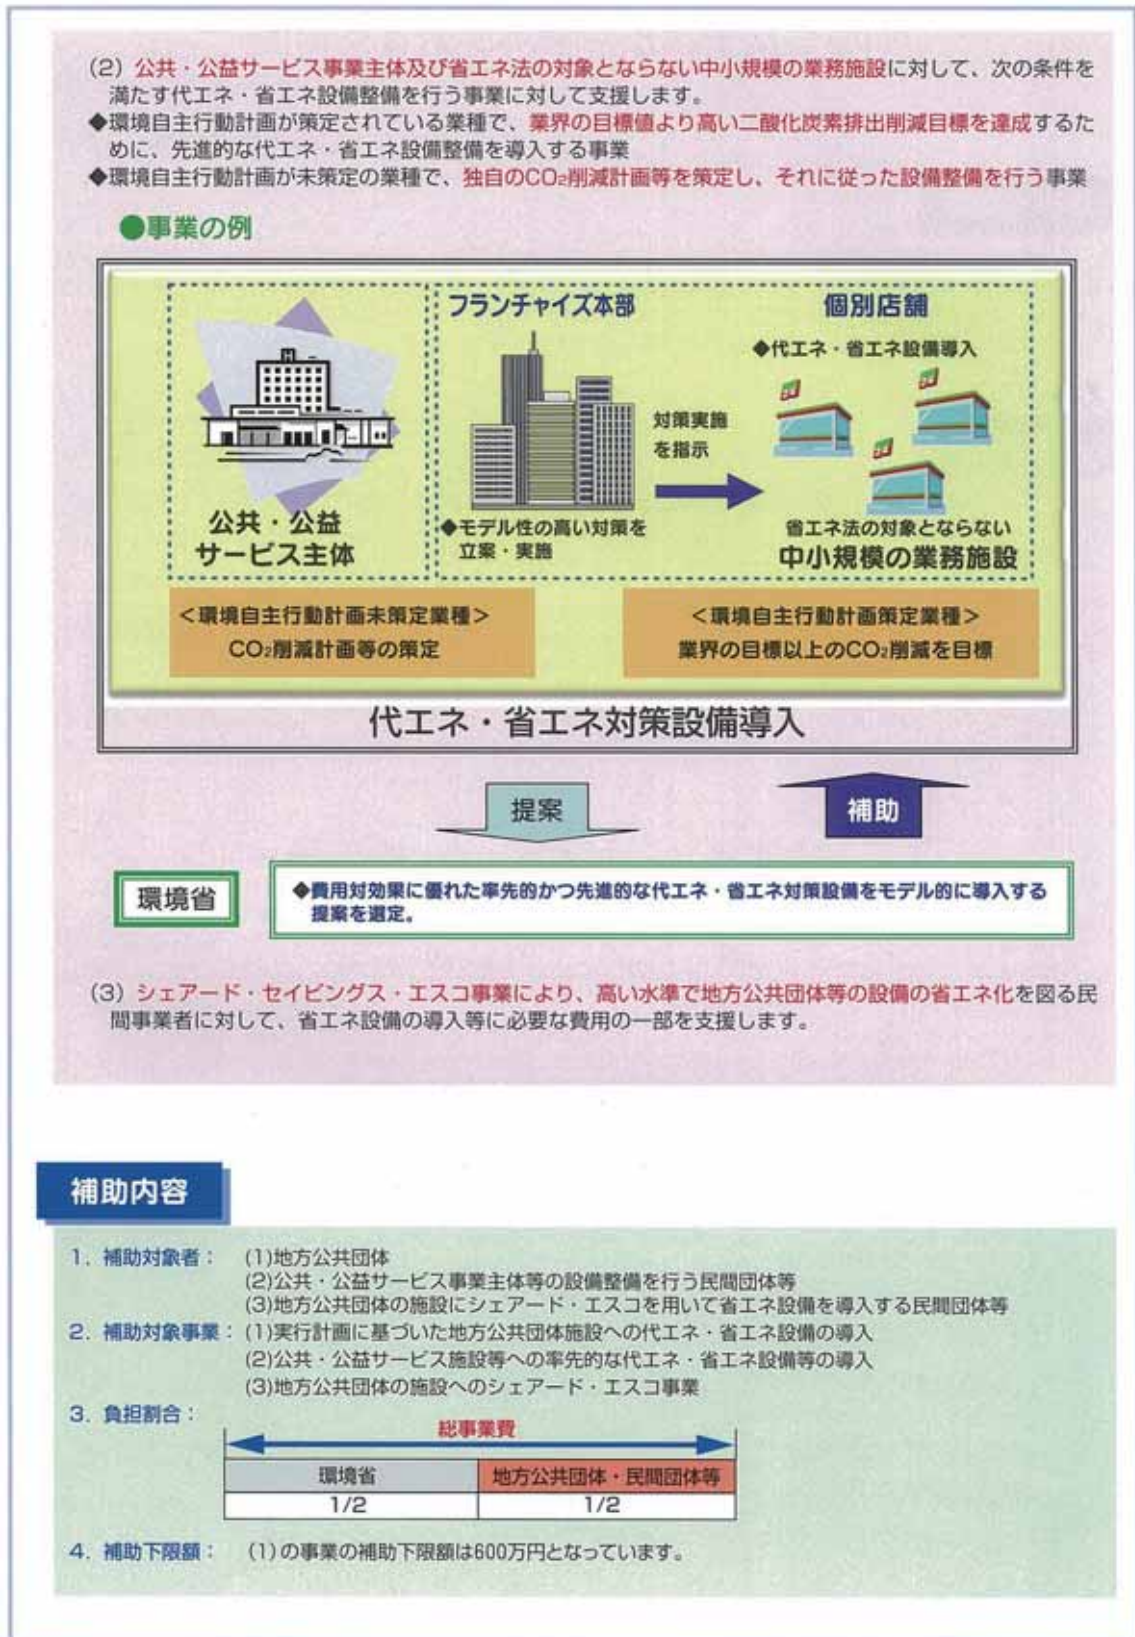 (2) 公共・公益サービス事業主体及び省エネ法の対象とならない中小規模の業務施設に対して、次の条件を
満たす代エネ・省エネ設備整備を行う事業に対して支援します。
◆環境自主行動計画が策定されている業種で、業界の目標値より高い二酸化炭素排出削減目標を達成するた
めに、先進的な代エネ・省エネ設備整備を導入する事業
◆環境自主行動計画が未策定の業種で、独自のCO₂削減計画等を策定し、それに従った設備整備を行う事業
●事業の例
公共・公益
サービス主体
フランチャイズ本部
◆モデル性の高い対策を
立案・実施
対策実施
を指示
個別店舗
◆代エネ・省エネ設備導入
省エネ法の対象とならない
中小規模の業務施設
<環境自主行動計画未策定業種>
CO₂削減計画等の策定
<環境自主行動計画策定業種>
業界の目標以上のCO₂削減を目標
代エネ・省エネ対策設備導入
提案
補助
環境省
◆費用対効果に優れた率先的かつ先進的な代エネ・省エネ対策設備をモデル的に導入する
提案を選定。
(3) シェアード・セイビングス・エスコ事業により、高い水準で地方公共団体等の設備の省エネ化を図る民
間事業者に対して、省エネ設備の導入等に必要な費用の一部を支援します。
補助内容
1. 補助対象者： (1)地方公共団体
(2)公共・公益サービス事業主体等の設備整備を行う民間団体等
(3)地方公共団体の施設にシェアード・エスコを用いて省エネ設備を導入する民間団体等
2. 補助対象事業： (1)実行計画に基づいた地方公共団体施設への代エネ・省エネ設備の導入
(2)公共・公益サービス施設等への率先的な代エネ・省エネ設備等の導入
(3)地方公共団体の施設へのシェアード・エスコ事業
3. 負担割合：
総事業費
環境省 地方公共団体・民間団体等
1/2 1/2
4. 補助下限額： (1)の事業の補助下限額は600万円となっています。